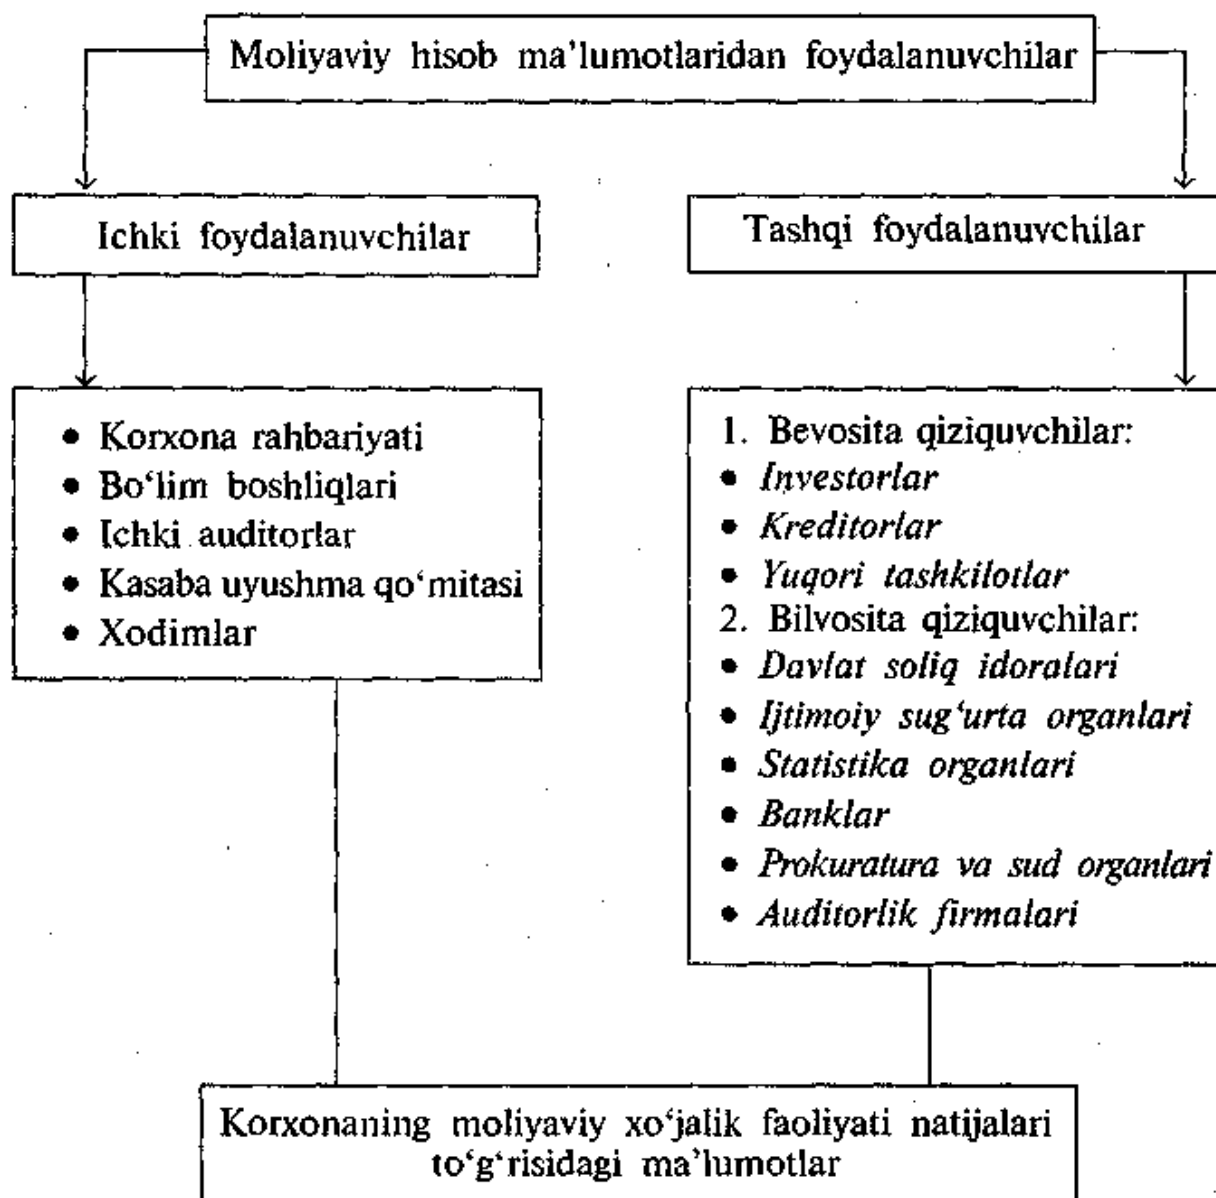 Moliyaviy hisob ma’lumotlaridan foydalanuvchilar
Ichki foydalanuvchilar
Tashqi foydalanuvchilar
• Korxona rahbariyati
• Bo‘lim boshliqlari
• Ichki auditorlar
• Kasaba uyushma qo‘mitasi
• Xodimlar
1. Bevosita qiziquvchilar:
• Investorlar
• Kreditorlar
• Yuqori tashkilotlar
2. Bilvosita qiziquvchilar:
• Davlat soliq idoralari
• Ijtimoiy sug‘urta organlari
• Statistika organlari
• Banklar
• Prokuratura va sud organlari
• Auditorlik firmalari
Korxonaning moliyaviy xo‘jalik faoliyati natijalari
to‘g‘risidagi ma’lumotlar